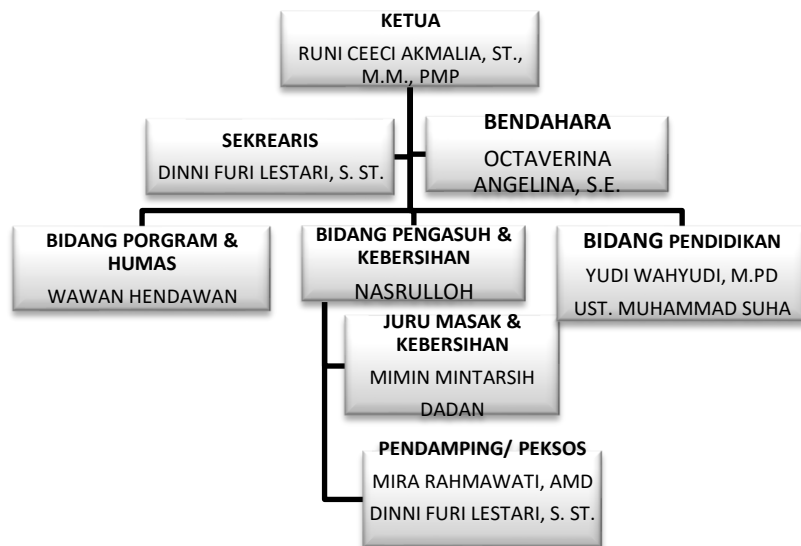 KETUA
RUNI CEECI AKMALIA, ST.,
M.M., PMP
SEKREARIS
DINNI FURI LESTARI, S. ST.
BENDAHARA
OCTAVERINA
ANGELINA, S.E.
BIDANG PORGRAM &
HUMAS
WAWAN HENDAWAN
BIDANG PENGASUH &
KEBERSIHAN
NASRULLOH
BIDANG PENDIDIKAN
YUDI WAHYUDI, M.PD
UST. MUHAMMAD SUHA
JURU MASAK &
KEBERSIHAN
MIMIN MINTARSIH
DADAN
PENDAMPING/ PEKSOS
MIRA RAHMAWATI, AMD
DINNI FURI LESTARI, S. ST.